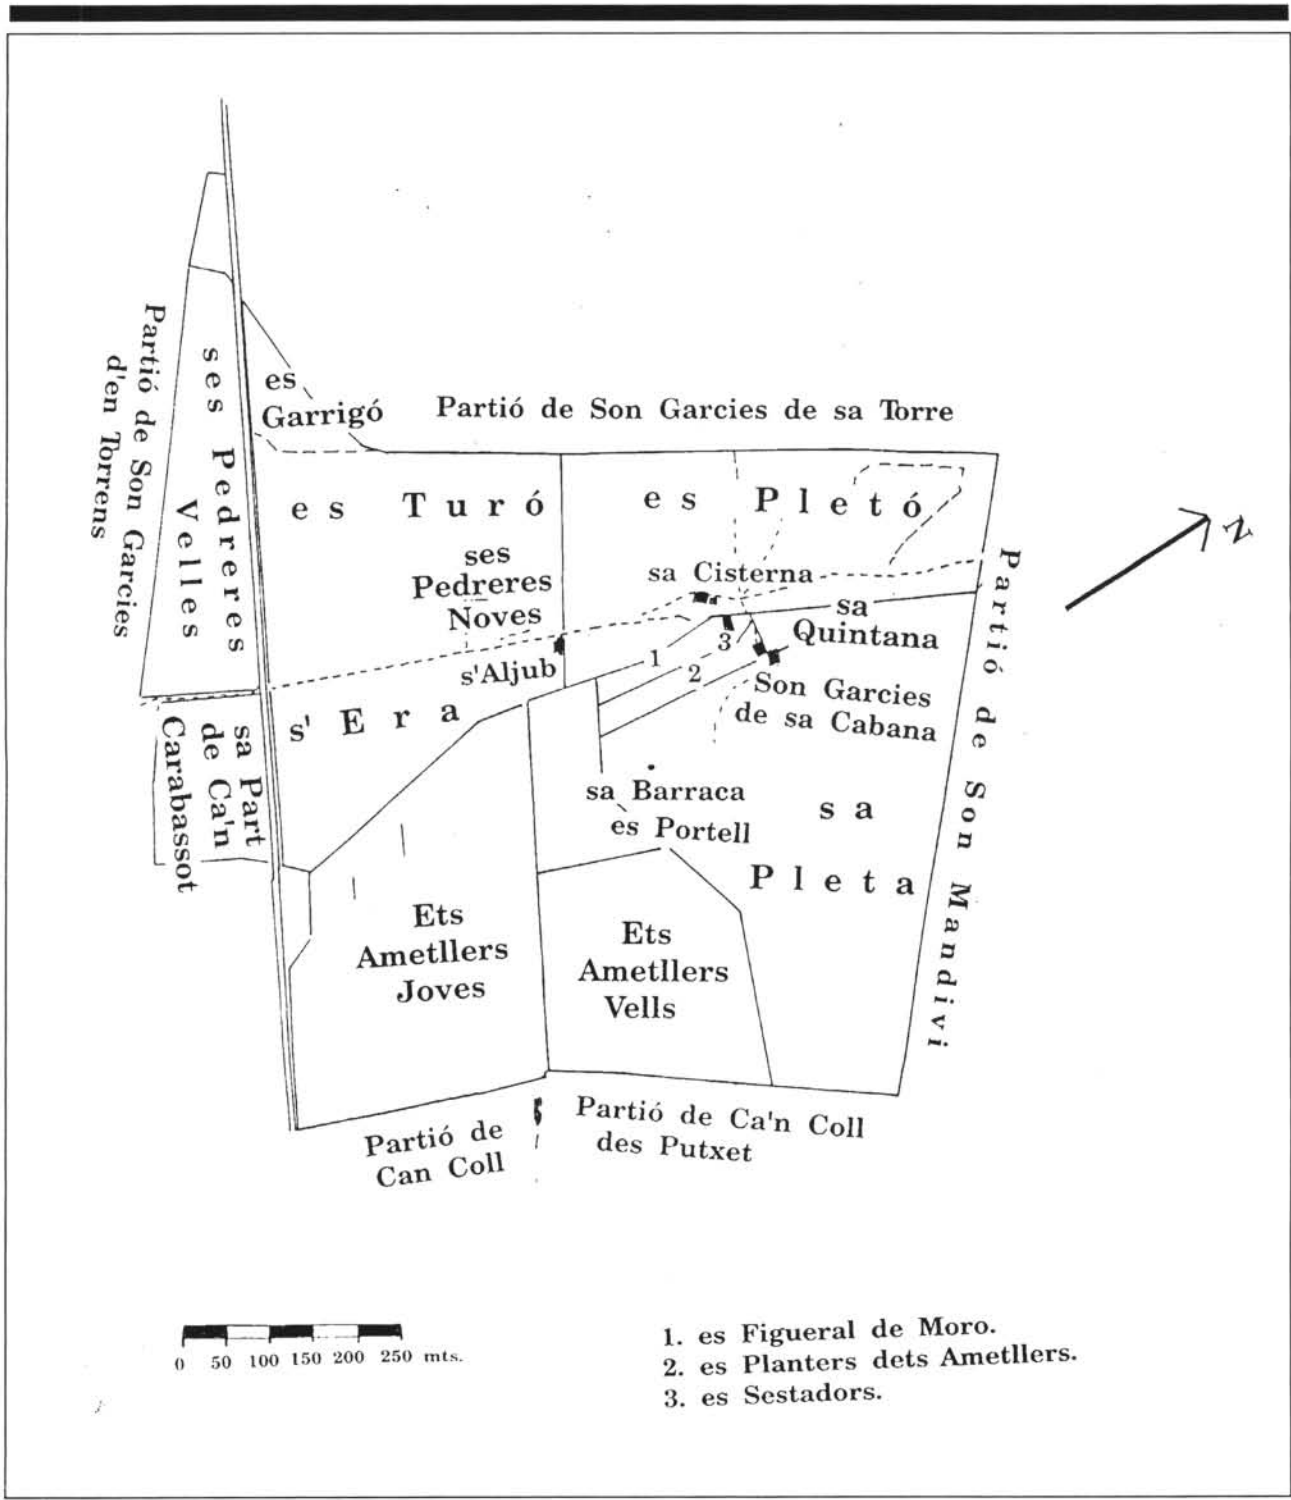 Partió de Son Garcies
d'en Torrens
ses Pedreres
Velles
es
Garrigó
Partió de Son Garcies de sa Torre
es Turó
es Pletó
ses
Pedreres
Noves
sa Cisterna
sa
Quintana
s'Aljub
1
2
3
Son Garcies
de sa Cabana
s' Era
sa Part
de Ca'n
Carabassot
sa Barraca
es Portell
sa
Pleta
Partió de Son Mandivi
N
Ets
Ametllers
Joves
Ets
Ametllers
Vells
Partió de
Can Coll
Partió de Ca'n Coll
des Putxet
0 50 100 150 200 250 mts.
1. es Figueral de Moro.
2. es Planters dets Ametllers.
3. es Sestadors.